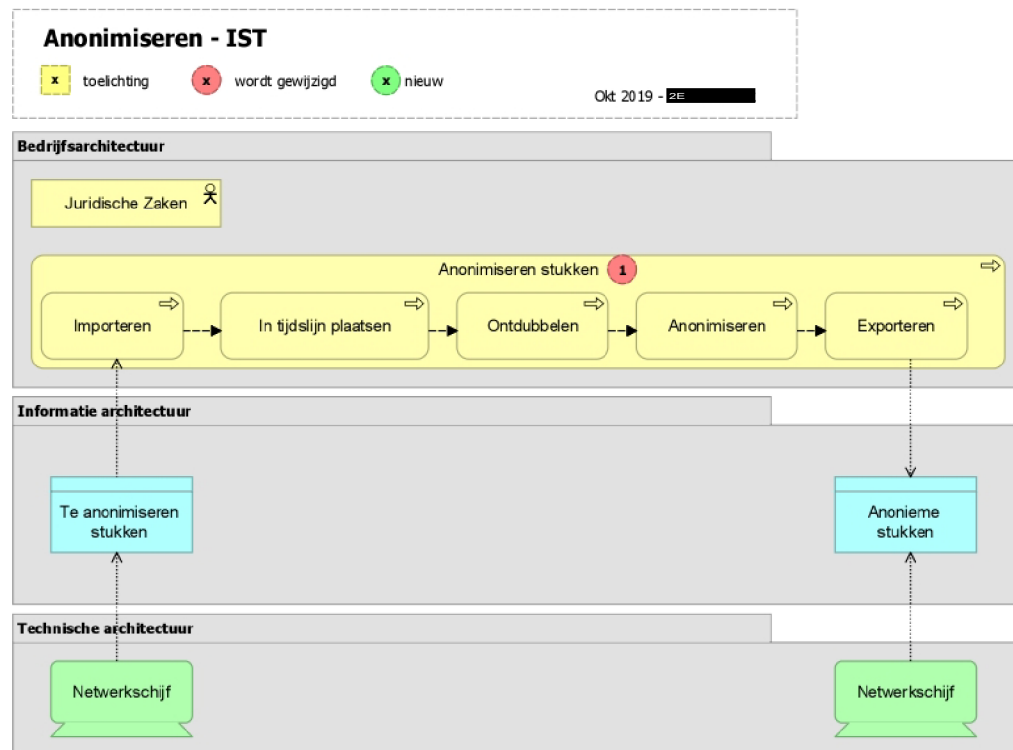 Anonimiseren - IST
x toelichting x wordt gewijzigd x nieuw
Okt 2019 - 2E
Bedrijfsarchitectuur
Juridische Zaken
Anonimiseren stukken 1
Importeren In tijdslijn plaatsen Ontdubbelen Anonimiseren Exporteren
Informatie architectuur
Te anonimiseren
stukken
Anonieme
stukken
Technische architectuur
Netwerkschijf Netwerkschijf